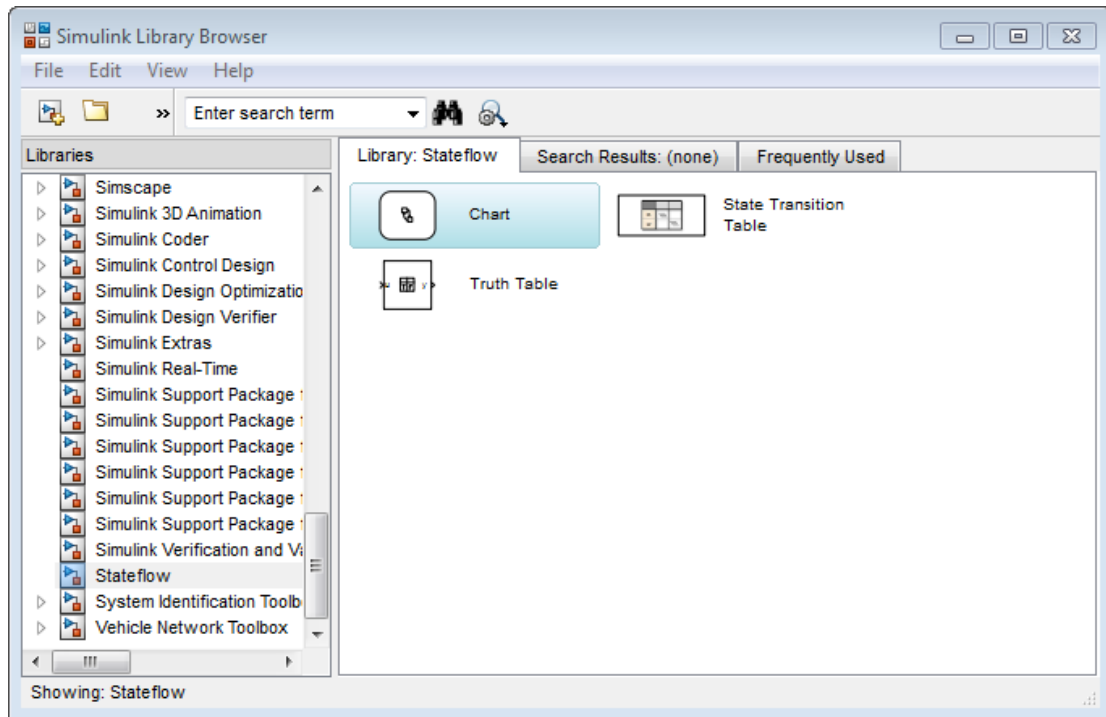 Simulink Library Browser
File Edit View Help
» Enter search term
Libraries
Library: Stateflow Search Results: (none) Frequently Used
Simscape
Simulink 3D Animation
Simulink Coder
Simulink Control Design
Simulink Design Optimizatio
Simulink Design Verifier
Simulink Extras
Simulink Real-Time
Simulink Support Package
Simulink Support Package
Simulink Support Package
Simulink Support Package
Simulink Support Package
Simulink Support Package
Simulink Verification and Va
Stateflow
System Identification Toolb
Vehicle Network Toolbox
Chart
State Transition
Table
Truth Table
Showing: Stateflow